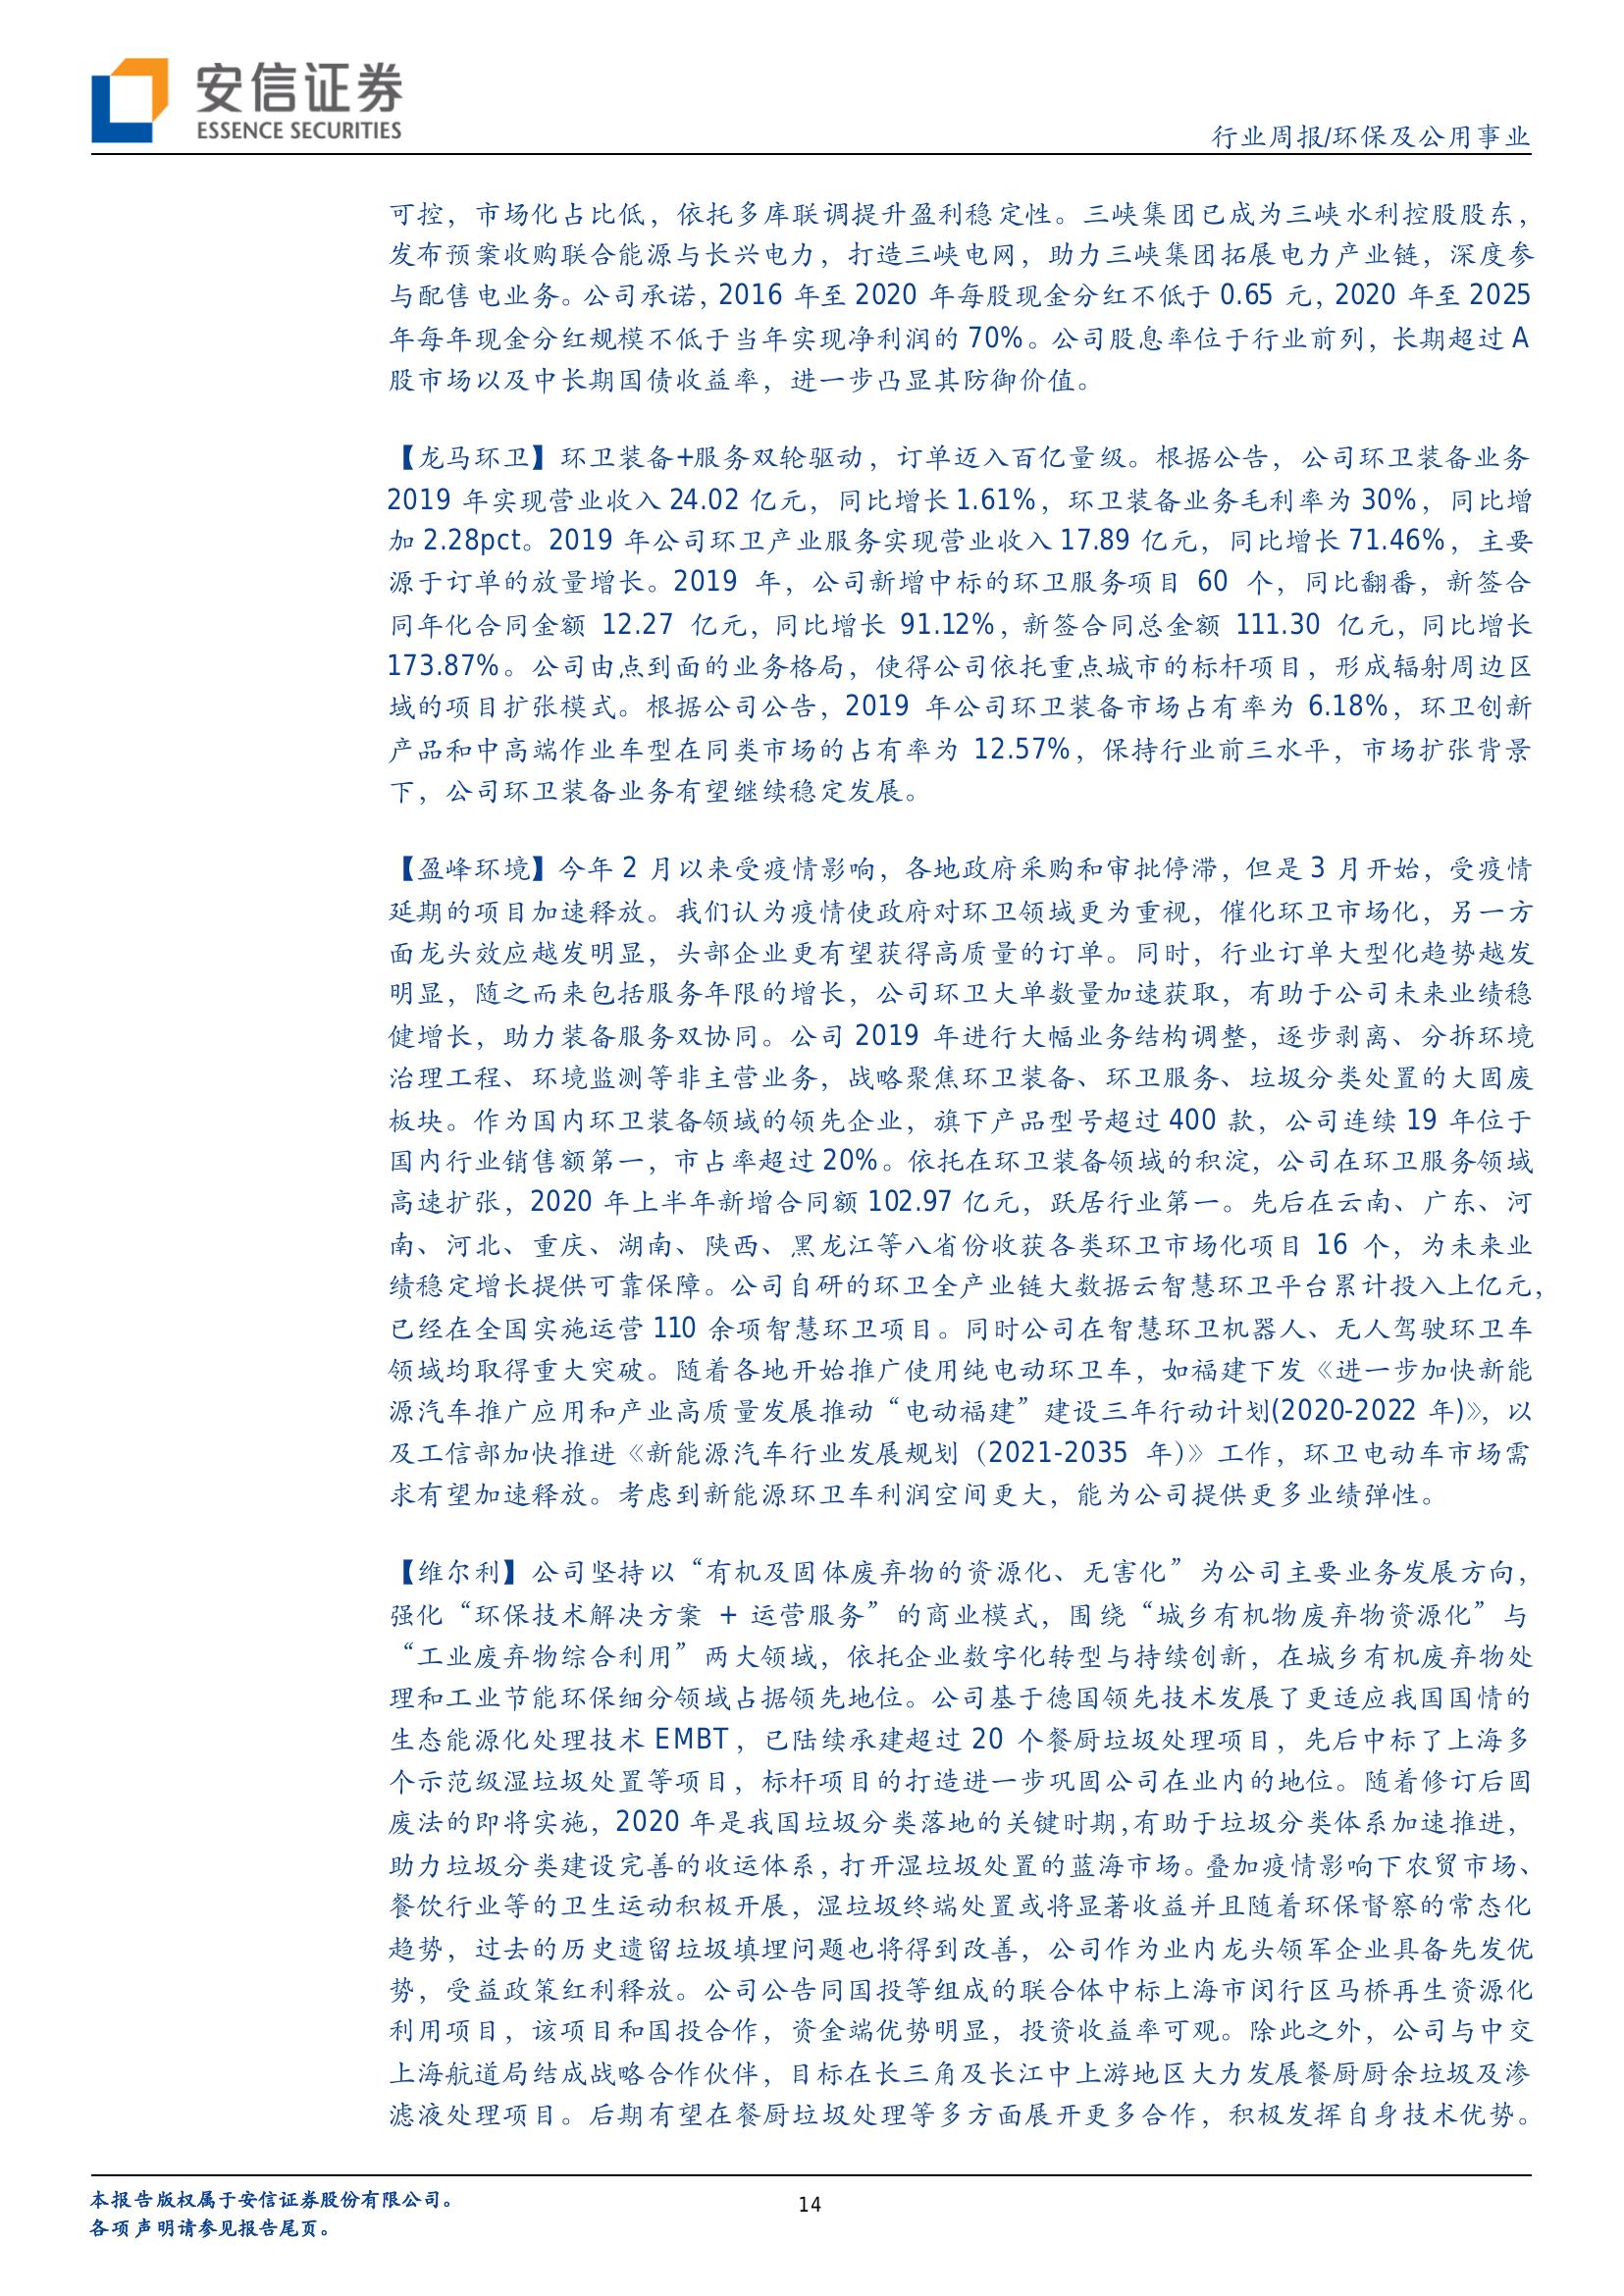 安信证券
ESSENCE SECURITIES
行业周报/环保及公用事业
可控，市场化占比低，依托多库联调提升盈利稳定性。三峡集团已成为三峡水利控股股东，
发布预案收购联合能源与长兴电力，打造三峡电网，助力三峡集团拓展电力产业链，深度参
与配售电业务。公司承诺，2016 年至 2020 年每股现金分红不低于 0.65 元，2020 年至 2025
年每年现金分红规模不低于当年实现净利润的 70%。公司股息率位于行业前列，长期超过 A
股市场以及中长期国债收益率，进一步凸显其防御价值。
【龙马环卫】环卫装备+服务双轮驱动，订单迈入百亿量级。根据公告，公司环卫装备业务
2019 年实现营业收入 24.02 亿元，同比增长 1.61%，环卫装备业务毛利率为 30%，同比增
加 2.28pct。2019 年公司环卫产业服务实现营业收入 17.89 亿元，同比增长 71.46%，主要
源于订单的放量增长。2019 年，公司新增中标的环卫服务项目 60 个，同比翻番，新签合
同年化合同金额 12.27 亿元，同比增长 91.12%，新签合同总金额 111.30 亿元，同比增长
173.87%。公司由点到面的业务格局，使得公司依托重点城市的标杆项目，形成辐射周边区
域的项目扩张模式。根据公司公告，2019 年公司环卫装备市场占有率为 6.18%，环卫创新
产品和中高端作业车型在同类市场的占有率为 12.57%，保持行业前三水平，市场扩张背景
下，公司环卫装备业务有望继续稳定发展。
【盈峰环境】今年 2 月以来受疫情影响，各地政府采购和审批停滞，但是 3 月开始，受疫情
延期的项目加速释放。我们认为疫情使政府对环卫领域更为重视，催化环卫市场化，另一方
面龙头效应越发明显，头部企业更有望获得高质量的订单。同时，行业订单大型化趋势越发
明显，随之而来包括服务年限的增长，公司环卫大单数量加速获取，有助于公司未来业绩稳
健增长，助力装备服务双协同。公司 2019 年进行大幅业务结构调整，逐步剥离、分拆环境
治理工程、环境监测等非主营业务，战略聚焦环卫装备、环卫服务、垃圾分类处置的大固废
板块。作为国内环卫装备领域的领先企业，旗下产品型号超过 400 款，公司连续 19 年位于
国内行业销售额第一，市占率超过 20%。依托在环卫装备领域的积淀，公司在环卫服务领域
高速扩张，2020 年上半年新增合同额 102.97 亿元，跃居行业第一。先后在云南、广东、河
南、河北、重庆、湖南、陕西、黑龙江等八省份收获各类环卫市场化项目 16 个，为未来业
绩稳定增长提供可靠保障。公司自研的环卫全产业链大数据云智慧环卫平台累计投入上亿元，
已经在全国实施运营 110 余项智慧环卫项目。同时公司在智慧环卫机器人、无人驾驶环卫车
领域均取得重大突破。随着各地开始推广使用纯电动环卫车，如福建下发《进一步加快新能
源汽车推广应用和产业高质量发展推动“电动福建”建设三年行动计划(2020-2022 年)》，以
及工信部加快推进《新能源汽车行业发展规划（2021-2035 年)》工作，环卫电动车市场需
求有望加速释放。考虑到新能源环卫车利润空间更大，能为公司提供更多业绩弹性。
【维尔利】公司坚持以“有机及固体废弃物的资源化、无害化”为公司主要业务发展方向，
强化“环保技术解决方案 + 运营服务”的商业模式，围绕“城乡有机物废弃物资源化”与
“工业废弃物综合利用”两大领域，依托企业数字化转型与持续创新，在城乡有机废弃物处
理和工业节能环保细分领域占据领先地位。公司基于德国领先技术发展了更适应我国国情的
生态能源化处理技术 EMBT，已陆续承建超过 20 个餐厨垃圾处理项目，先后中标了上海多
个示范级湿垃圾处置等项目，标杆项目的打造进一步巩固公司在业内的地位。随着修订后固
废法的即将实施，2020 年是我国垃圾分类落地的关键时期,有助于垃圾分类体系加速推进，
助力垃圾分类建设完善的收运体系,打开湿垃圾处置的蓝海市场。叠加疫情影响下农贸市场、
餐饮行业等的卫生运动积极开展，湿垃圾终端处置或将显著收益并且随着环保督察的常态化
趋势，过去的历史遗留垃圾填埋问题也将得到改善，公司作为业内龙头领军企业具备先发优
势，受益政策红利释放。公司公告同国投等组成的联合体中标上海市闵行区马桥再生资源化
利用项目，该项目和国投合作，资金端优势明显，投资收益率可观。除此之外，公司与中交
上海航道局结成战略合作伙伴，目标在长三角及长江中上游地区大力发展餐厨厨余垃圾及渗
滤液处理项目。后期有望在餐厨垃圾处理等多方面展开更多合作，积极发挥自身技术优势。
本报告版权属于安信证券股份有限公司。
14
各项声明请参见报告尾页。